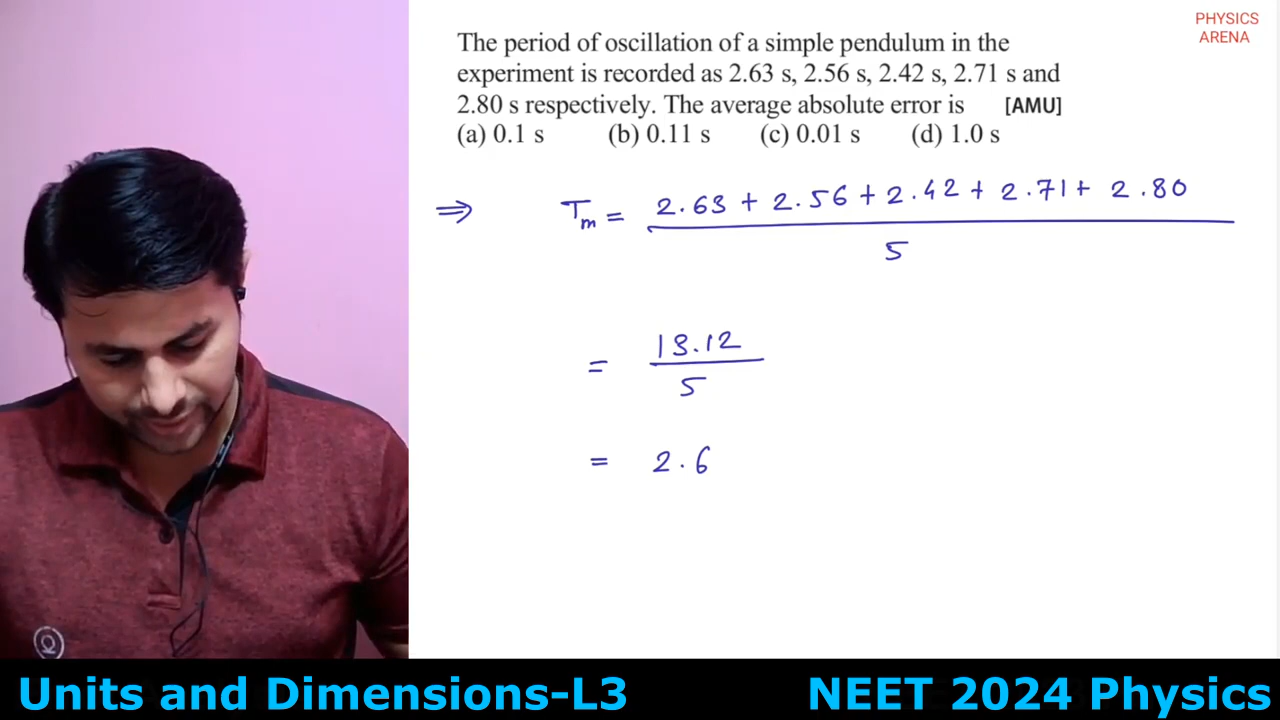 PHYSICS
ARENA
The period of oscillation of a simple pendulum in the
experiment is recorded as 2.63 s, 2.56 s, 2.42 s, 2.71 s and
2.80 s respectively. The average absolute error is [AMU]
(a) 0.1 s (b) 0.11 s (c) 0.01 s (d) 1.0 s
⇒ Tm = 2.63 + 2.56 + 2.42 + 2.71 + 2.80
5
= 13.12
5
= 2.6
Units and Dimensions-L3 NEET 2024 Physics